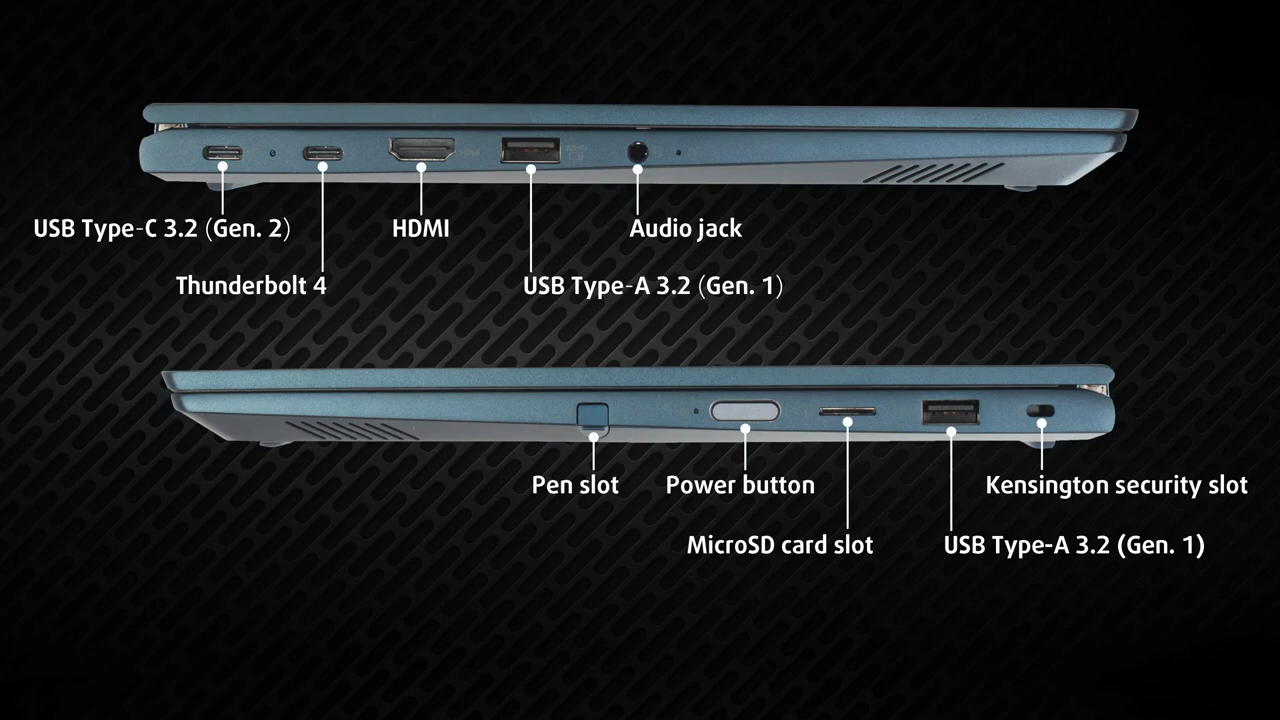 USB Type-C 3.2 (Gen. 2)
HDMI
Audio jack
Thunderbolt 4
USB Type-A 3.2 (Gen. 1)
Pen slot
Power button
Kensington security slot
MicroSD card slot
USB Type-A 3.2 (Gen. 1)